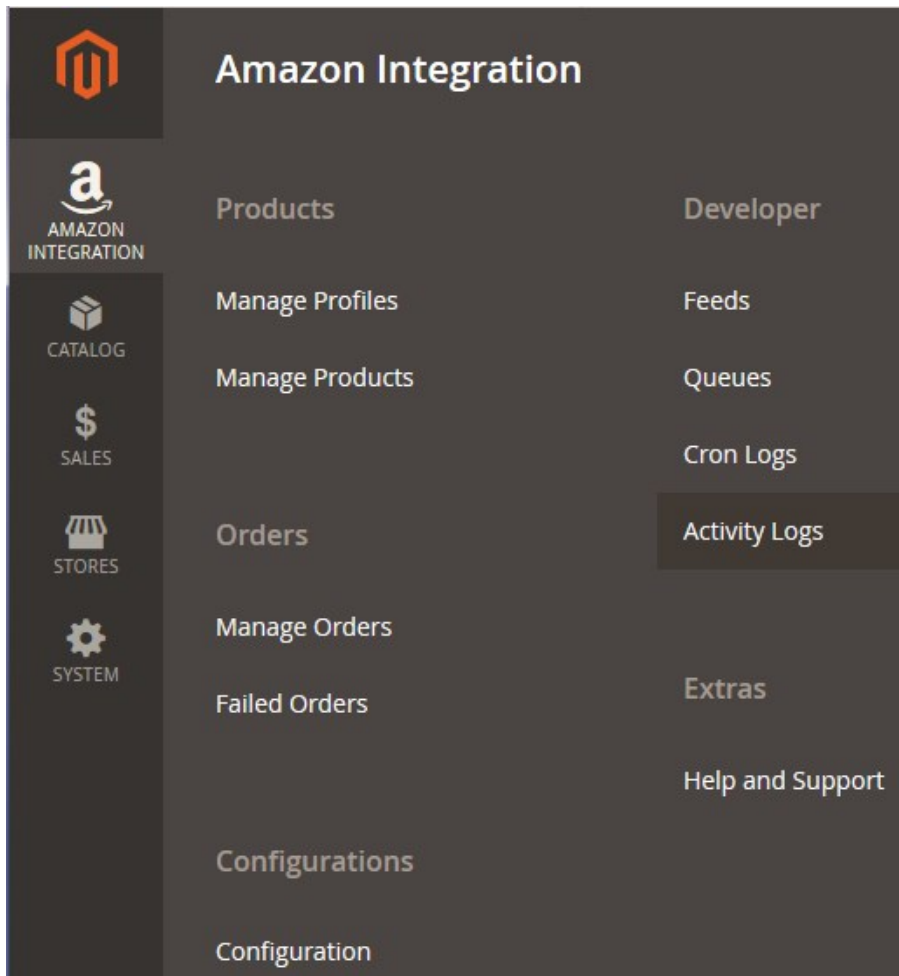 Amazon Integration
AMAZON
INTEGRATION
CATALOG
SALES
STORES
SYSTEM
Products
Manage Profiles
Manage Products
Orders
Manage Orders
Failed Orders
Configurations
Configuration
Developer
Feeds
Queues
Cron Logs
Activity Logs
Extras
Help and Support